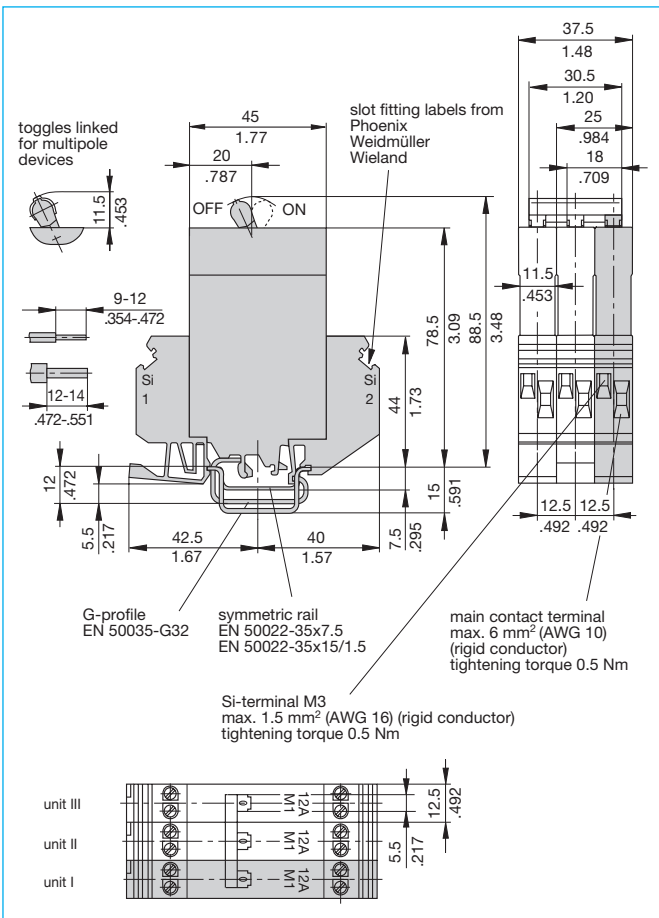 37.5
1.48
30.5
1.20
25
.984
18
.709
toggles linked
for multipole
devices
45
1.77
20
.787
slot fitting labels from
Phoenix
Weidmüller
Wieland
11.5
.453
OFF
ON
9-12
.354-.472
12-14
.472-.551
Si
1
Si
2
78.5
3.09
88.5
3.48
44
1.73
11.5
.453
12
.472
5.5
.217
15
.591
7.5
.295
42.5
1.67
40
1.57
12.5
.492
12.5
.492
G-profile
EN 50035-G32
symmetric rail
EN 50022-35x7.5
EN 50022-35x15/1.5
main contact terminal
max. 6 mm² (AWG 10)
(rigid conductor)
tightening torque 0.5 Nm
Si-terminal M3
max. 1.5 mm² (AWG 16) (rigid conductor)
tightening torque 0.5 Nm
unit III
12A
M1
unit II
12A
M1
unit I
12A
M1
5.5
.217
12.5
.492